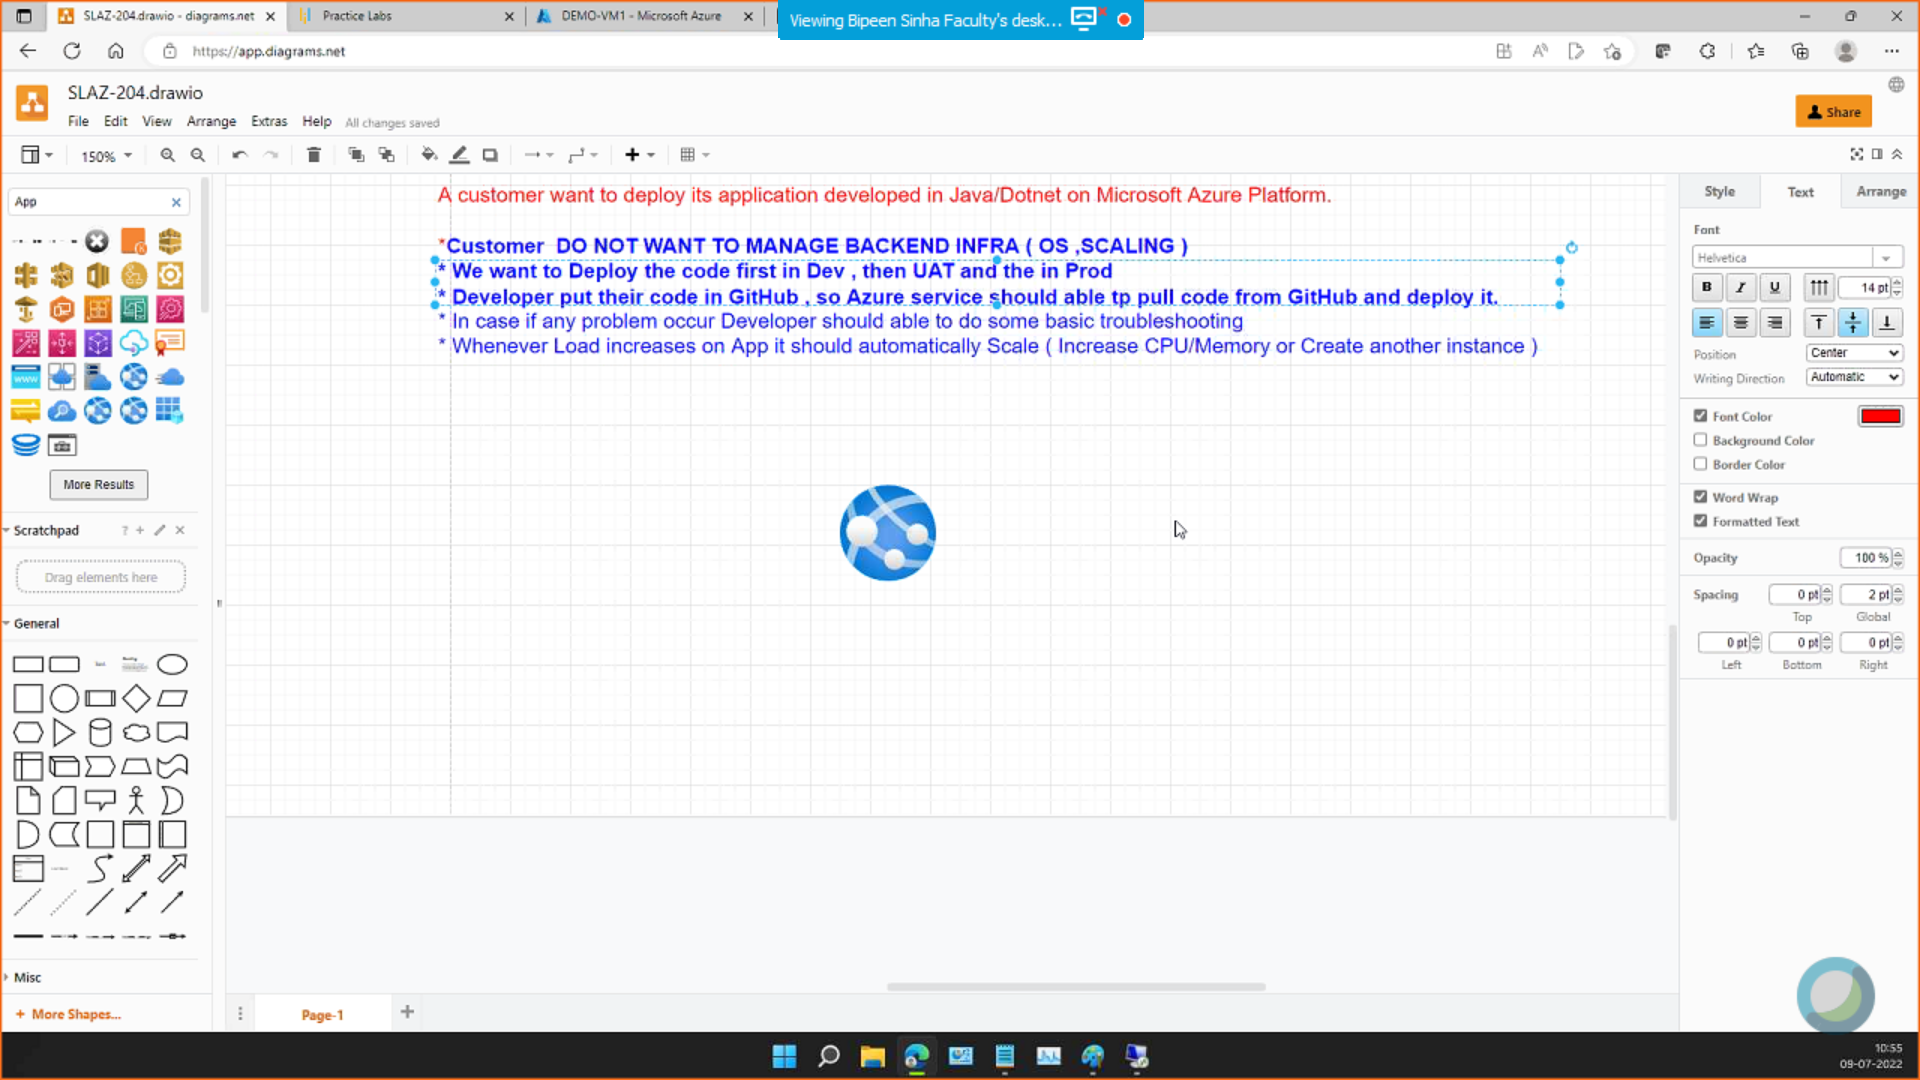 SLAZ-204.drawio - diagrams.net
Practice Labs
DEMO-VM1 - Microsoft Azure
Viewing Bipeen Sinha Faculty's desk...
https://app.diagrams.net
SLAZ-204.drawio
File Edit View Arrange Extras Help All changes saved
Share
150%
App
A customer want to deploy its application developed in Java/Dotnet on Microsoft Azure Platform.
*Customer DO NOT WANT TO MANAGE BACKEND INFRA ( OS ,SCALING )
* We want to Deploy the code first in Dev , then UAT and the in Prod
* Developer put their code in GitHub , so Azure service should able tp pull code from GitHub and deploy it.
* In case if any problem occur Developer should able to do some basic troubleshooting
* Whenever Load increases on App it should automatically Scale ( Increase CPU/Memory or Create another instance )
www
More Results
Scratchpad ? +
Drag elements here
General
Misc
+ More Shapes...
Page-1
Style Text Arrange
Font
Helvetica
B I U 14 pt
Position Center
Writing Direction Automatic
Font Color
Background Color
Border Color
Word Wrap
Formatted Text
Opacity 100 %
Spacing 0 pt 2 pt
Top Global
0 pt 0 pt 0 pt
Left Bottom Right
10:55
09-07-2022